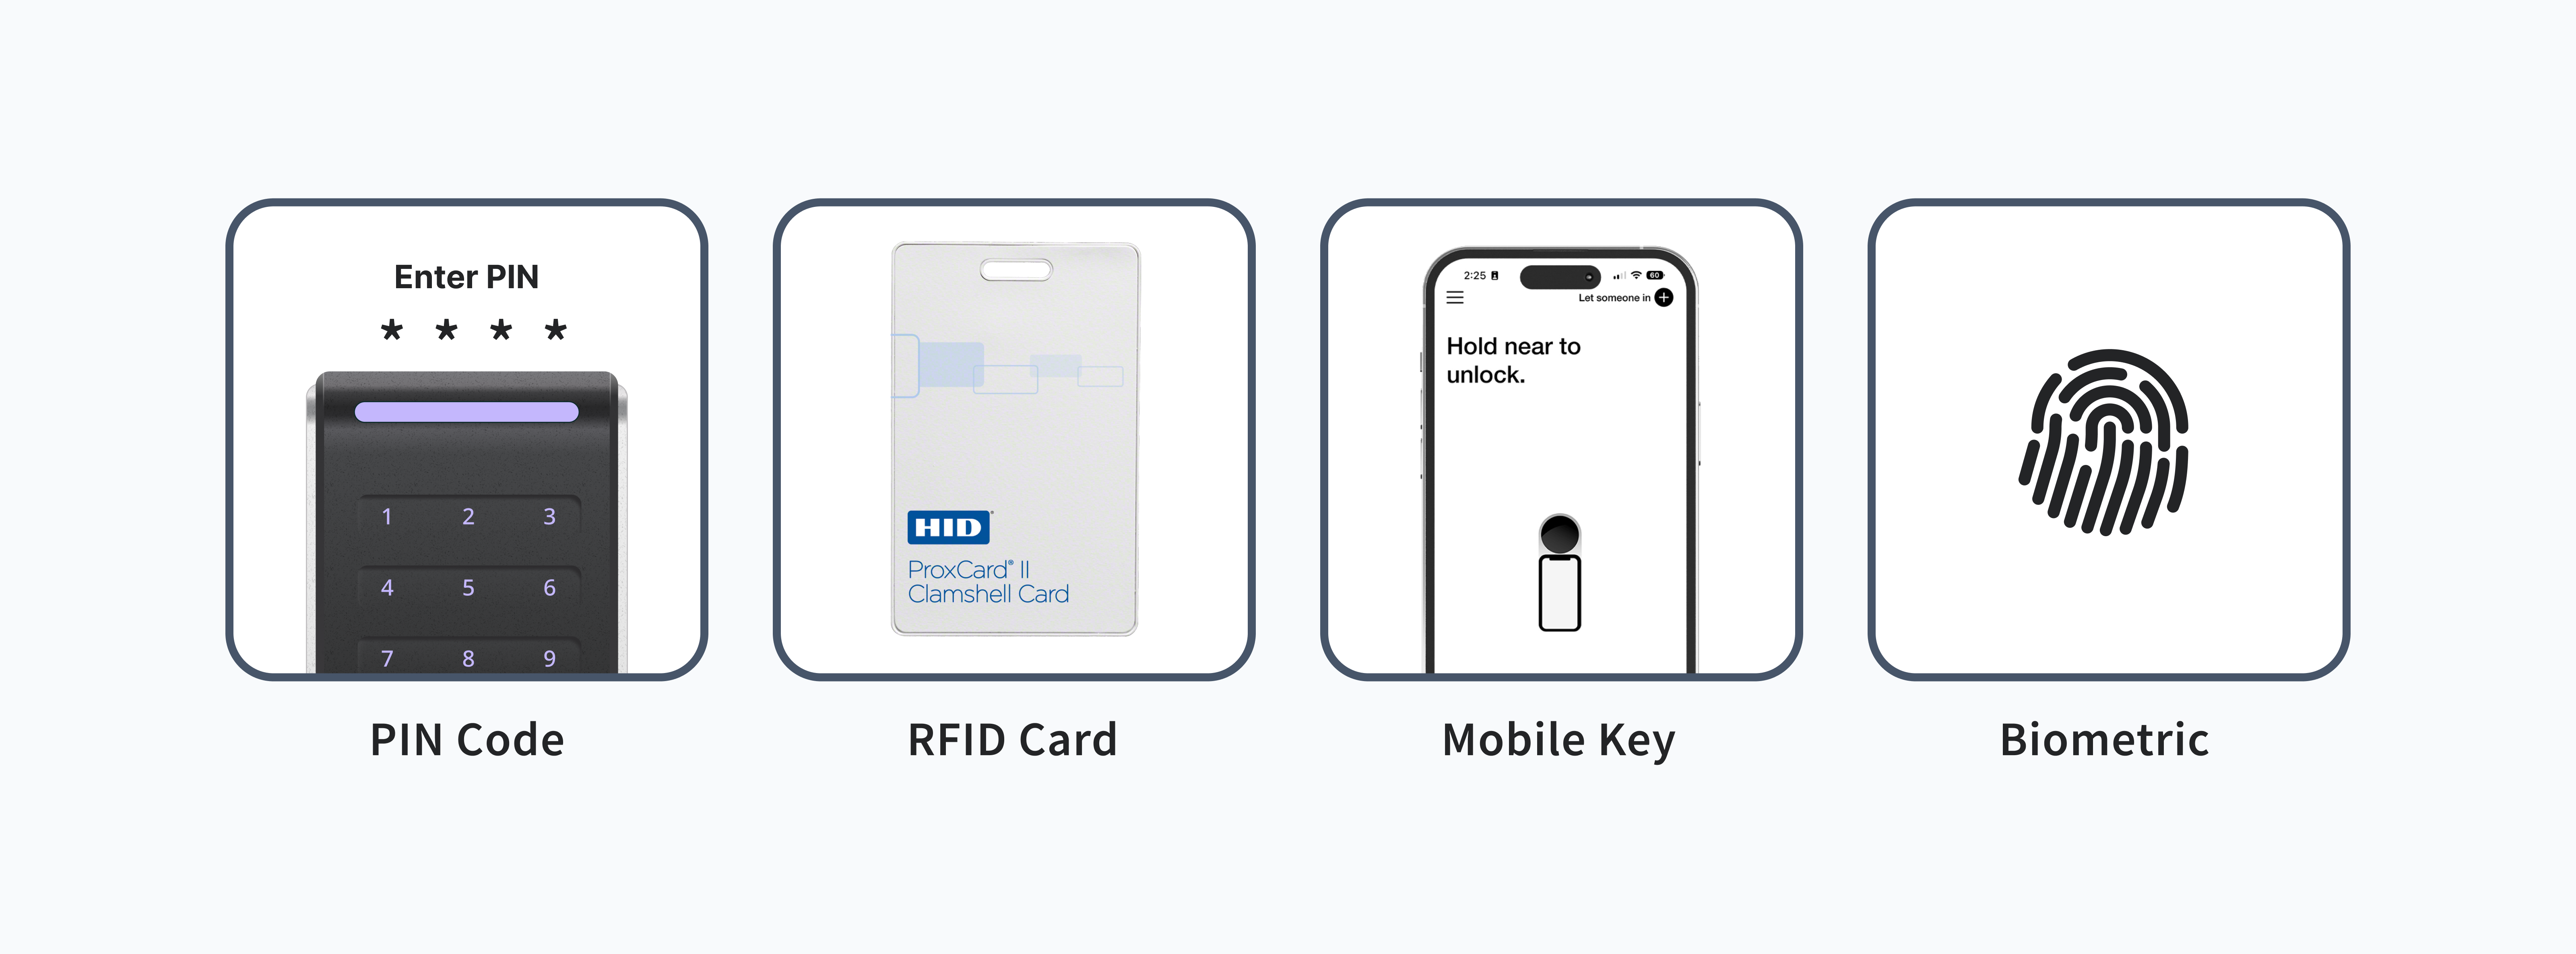 Enter PIN
* * * *
1 2 3
4 5 6
7 8 9
PIN Code
HID®
ProxCard® II
Clamshell Card
RFID Card
2:25
60
Let someone in +
Hold near to
unlock.
Mobile Key
Biometric